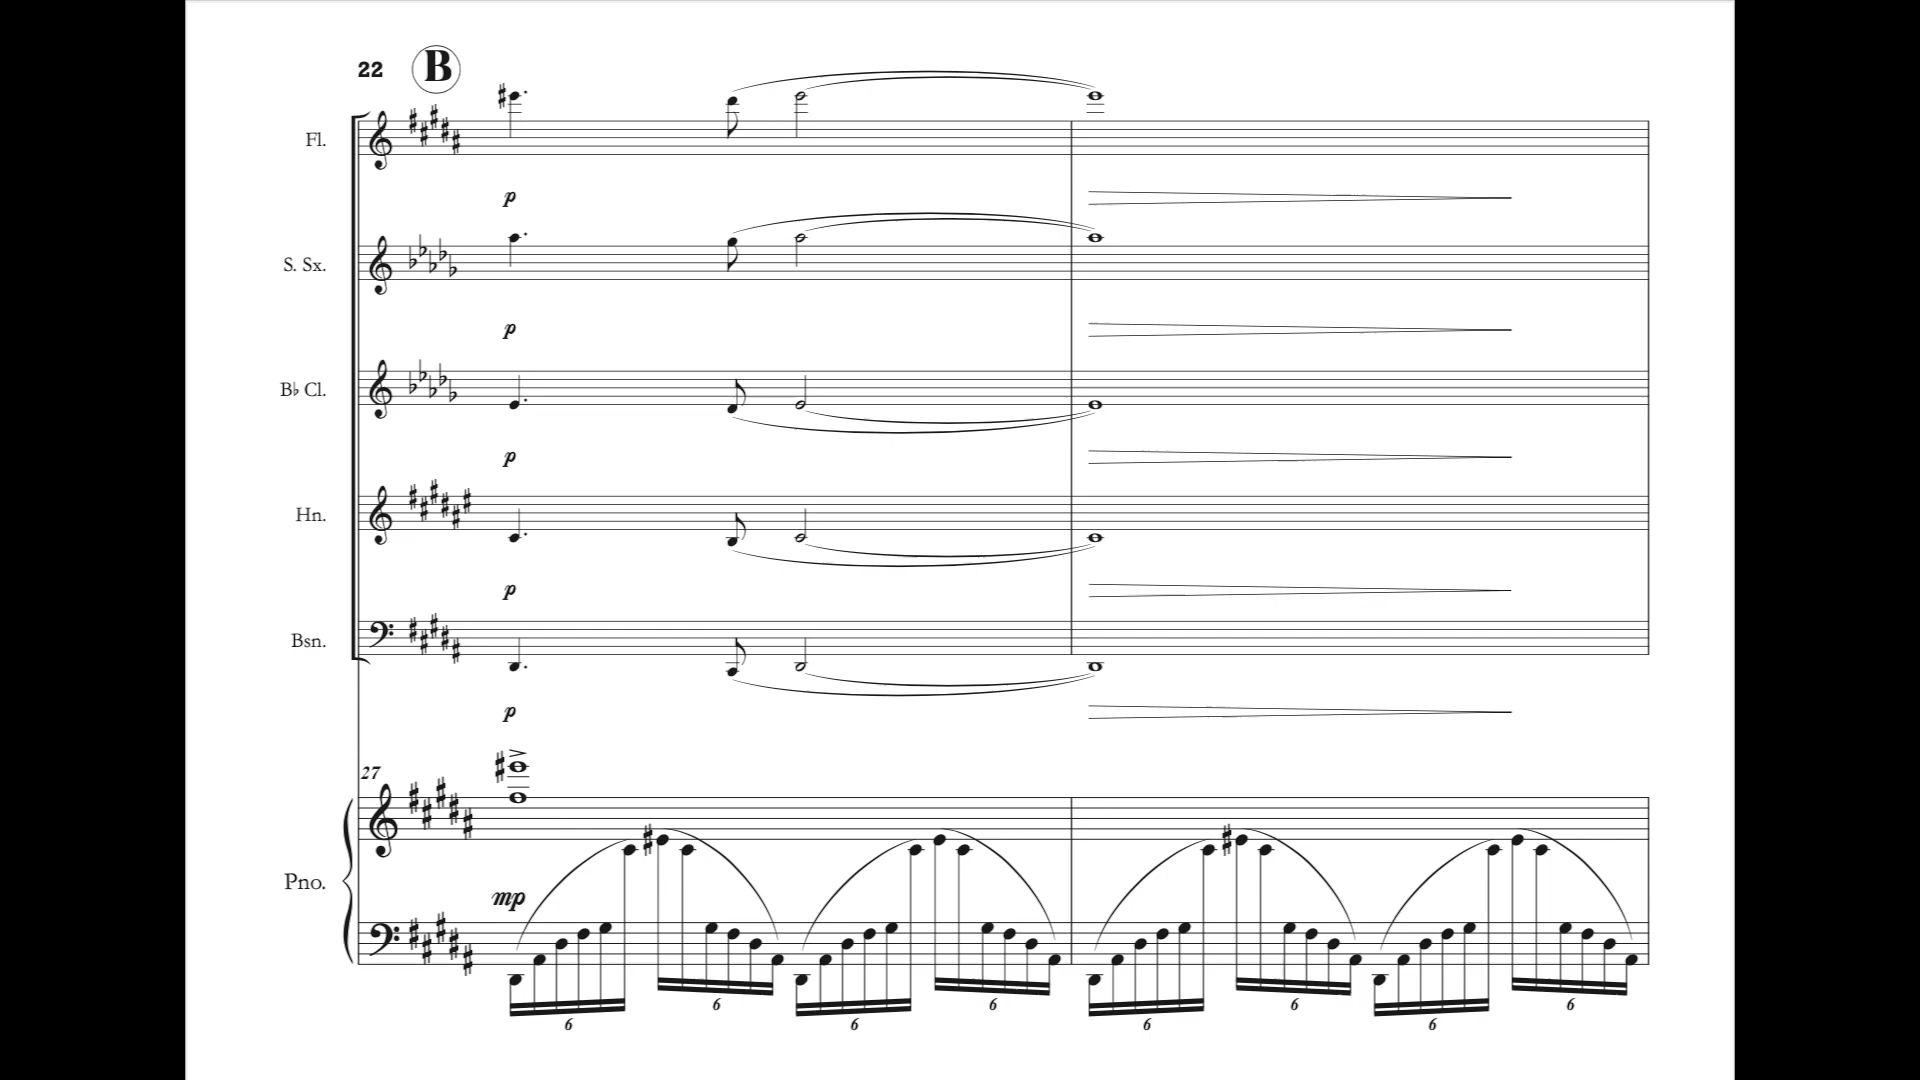 22 B
Fl.
p
S. Sx.
p
B♭ Cl.
p
Hn.
p
Bsn.
p
27
Pno.
mp
6 6 6 6 6 6 6 6